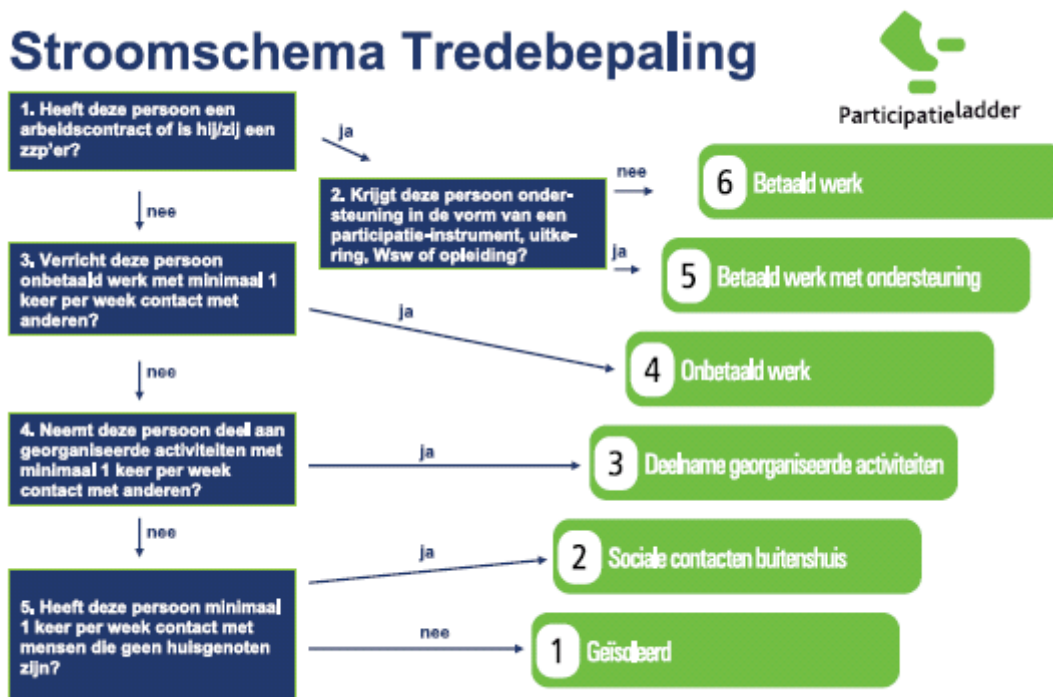 Stroomschema Tredebepaling
Participatieladder
1. Heeft deze persoon een
arbeidscontract of is hij/zij een
zzp'er?
ja
nee
2. Krijgt deze persoon onder-
steuning in de vorm van een
participatie-instrument, uitke-
ring, Wsw of opleiding?
nee
6 Betaald werk
ja
5 Betaald werk met ondersteuning
3. Verricht deze persoon
onbetaald werk met minimaal 1
keer per week contact met
anderen?
ja
4 Onbetaald werk
nee
4. Neemt deze persoon deel aan
georganiseerde activiteiten met
minimaal 1 keer per week
contact met anderen?
ja
3 Deelname georganiseerde activiteiten
nee
5. Heeft deze persoon minimaal
1 keer per week contact met
mensen die geen huisgenoten
zijn?
ja
2 Sociale contacten buitenshuis
nee
1 Geïsoleerd